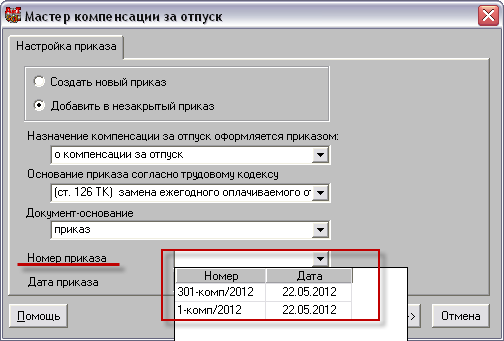 Мастер компенсации за отпуск
Настройка приказа
Создать новый приказ
Добавить в незакрытый приказ
Назначение компенсации за отпуск оформляется приказом:
о компенсации за отпуск
Основание приказа согласно трудовому кодексу
(ст. 126 ТК) замена ежегодного оплачиваемого от
Документ-основание
приказ
Номер приказа
Номер Дата
301-комп/2012 22.05.2012
1-комп/2012 22.05.2012
Дата приказа
Помощь >> Отмена